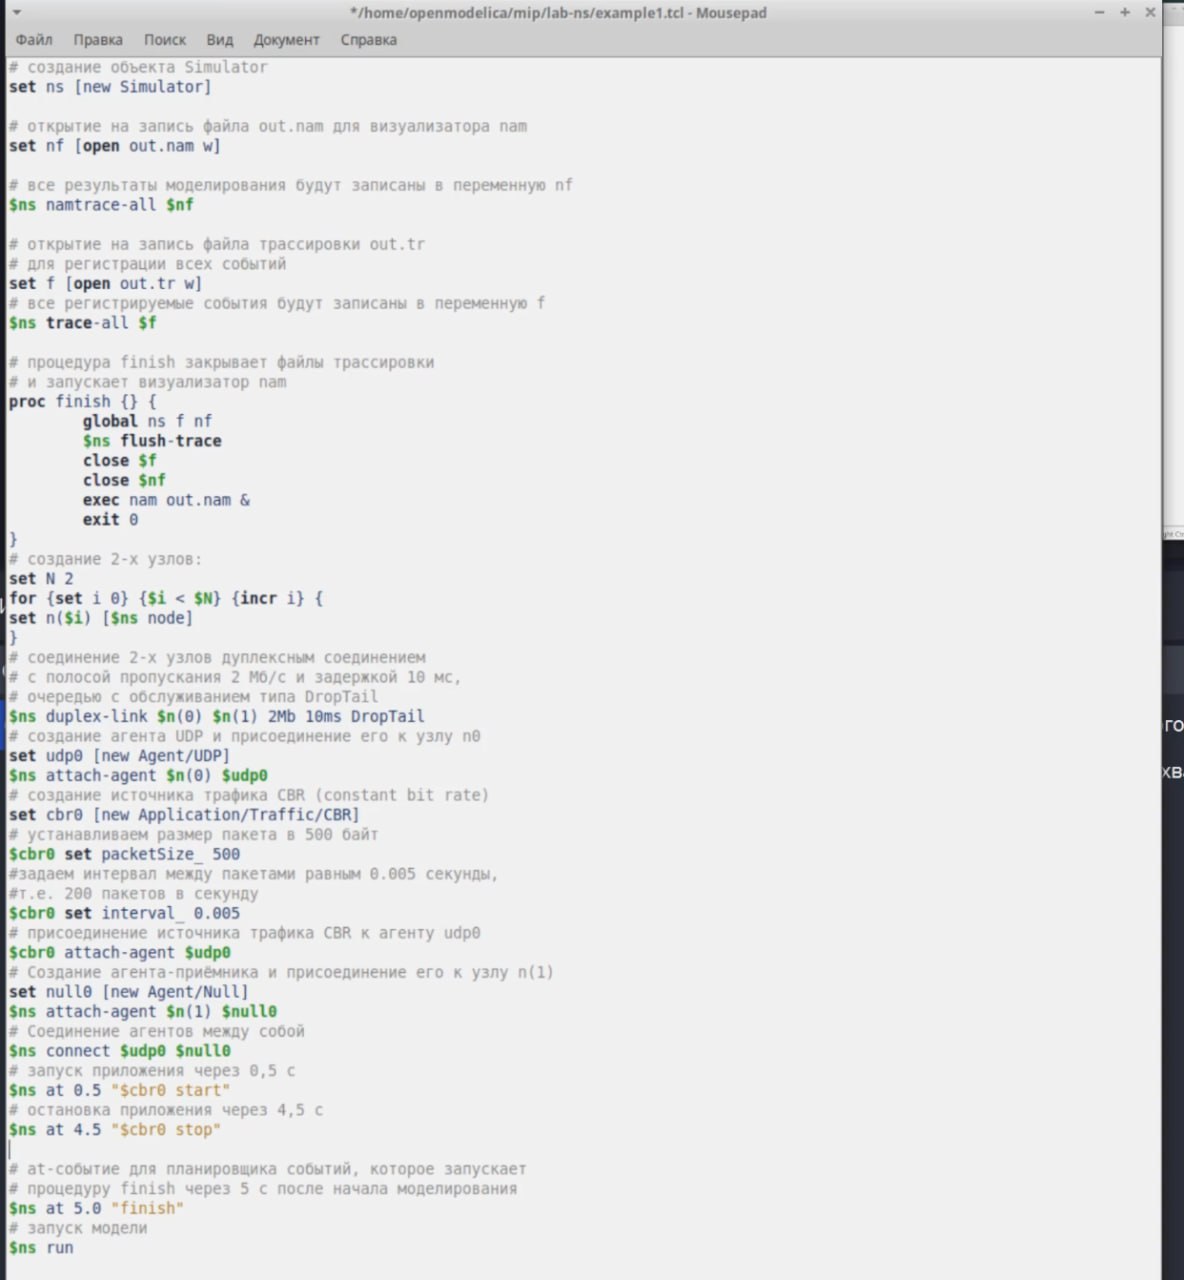 */home/openmodelica/mip/lab-ns/example1.tcl - Mousepad
Файл Правка Поиск Вид Документ Справка
# создание объекта Simulator
set ns [new Simulator]
# открытие на запись файла out.nam для визуализатора nam
set nf [open out.nam w]
# все результаты моделирования будут записаны в переменную nf
$ns namtrace-all $nf
# открытие на запись файла трассировки out.tr
# для регистрации всех событий
set f [open out.tr w]
# все регистрируемые события будут записаны в переменную f
$ns trace-all $f
# процедура finish закрывает файлы трассировки
# и запускает визуализатор nam
proc finish {} {
global ns f nf
$ns flush-trace
close $f
close $nf
exec nam out.nam &
exit 0
}
# создание 2-х узлов:
set N 2
for {set i 0} {$i < $N} {incr i} {
set n($i) [$ns node]
}
# соединение 2-х узлов дуплексным соединением
# с полосой пропускания 2 Мб/с и задержкой 10 мс,
# очередью с обслуживанием типа DropTail
$ns duplex-link $n(0) $n(1) 2Mb 10ms DropTail
# создание агента UDP и присоединение его к узлу n0
set udp0 [new Agent/UDP]
$ns attach-agent $n(0) $udp0
# создание источника трафика CBR (constant bit rate)
set cbr0 [new Application/Traffic/CBR]
# устанавливаем размер пакета в 500 байт
$cbr0 set packetSize_ 500
#задаем интервал между пакетами равным 0.005 секунды,
#т.е. 200 пакетов в секунду
$cbr0 set interval_ 0.005
# присоединение источника трафика CBR к агенту udp0
$cbr0 attach-agent $udp0
# Создание агента-приёмника и присоединение его к узлу n(1)
set null0 [new Agent/Null]
$ns attach-agent $n(1) $null0
# Соединение агентов между собой
$ns connect $udp0 $null0
# запуск приложения через 0,5 с
$ns at 0.5 "$cbr0 start"
# остановка приложения через 4,5 с
$ns at 4.5 "$cbr0 stop"
# at-событие для планировщика событий, которое запускает
# процедуру finish через 5 с после начала моделирования
$ns at 5.0 "finish"
# запуск модели
$ns run